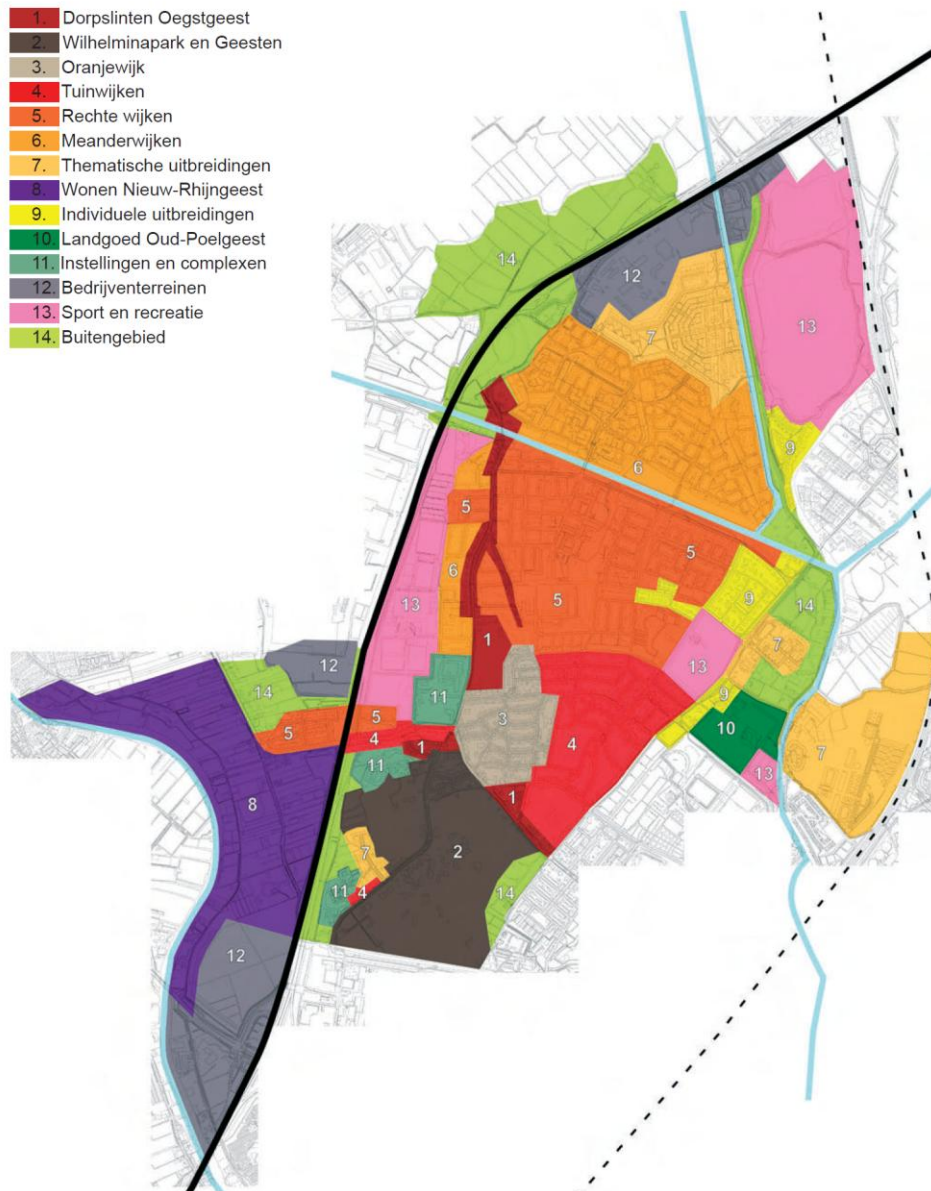 1. Dorpslinten Oegstgeest
2. Wilhelminapark en Geesten
3. Oranjewijk
4. Tuinwijken
5. Rechte wijken
6. Meanderwijken
7. Thematische uitbreidingen
8. Wonen Nieuw-Rhijngeest
9. Individuele uitbreidingen
10. Landgoed Oud-Poelgeest
11. Instellingen en complexen
12. Bedrijventerreinen
13. Sport en recreatie
14. Buitengebied
14
12
13
7
9
6
5
5
6
13
5
9
14
1
7
13
12
14
11
9
5
5
3
10
4
4
1
7
11
13
8
1
2
7
11
4
14
12